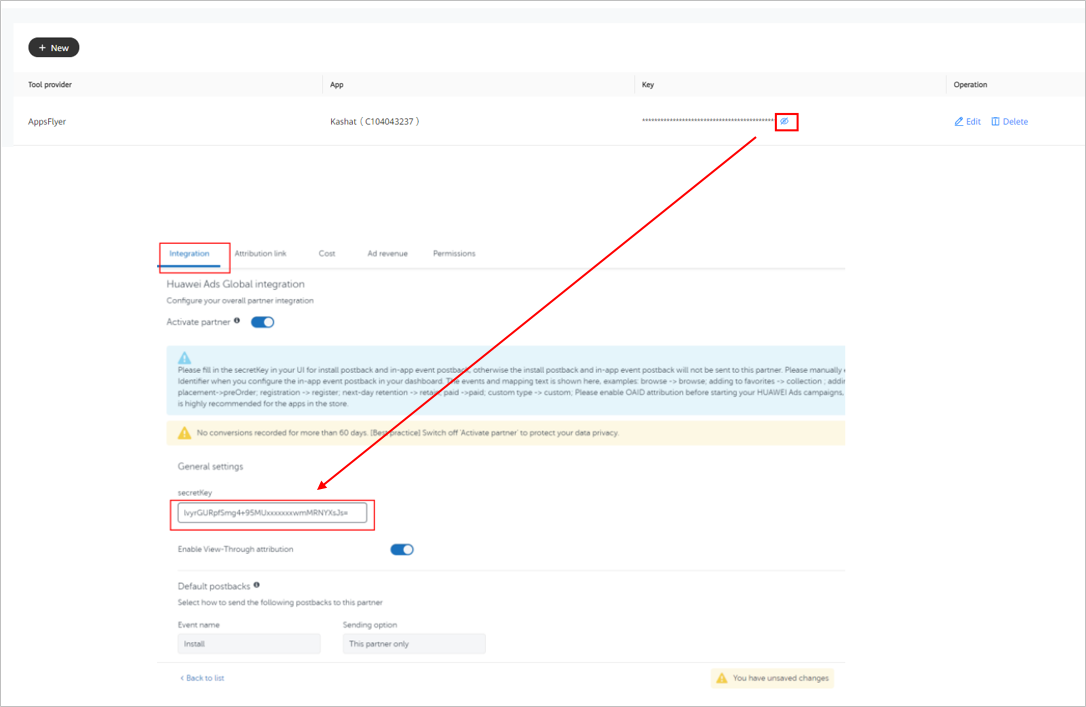 + New
Tool provider App Key Operation
AppsFlyer Kashat ( C104043237 ) ******************************************** Edit Delete
Integration Attribution link Cost Ad revenue Permissions
Huawei Ads Global integration
Configure your overall partner integration
Activate partner
Please fill in the secretKey in your UI for install postback and in-app event postback, otherwise the install postback and in-app event postback will not be sent to this partner. Please manually
Identifier when you configure the in-app event postback in your dashboard. The events and mapping text is shown here, examples: browse -> browse; adding to favorites -> collection ; addin
placement->preOrder; registration -> register; next-day retention -> retain; paid ->paid; custom type -> custom, Please enable OAID attribution before starting your HUAWEI Ads campaigns,
is highly recommended for the apps in the store.
No conversions recorded for more than 60 days. [Best practice] Switch off 'Activate partner' to protect your data privacy.
General settings
secretKey
IvyrGURpfSmg4+95MUxxxxxxxwmMRNYXsJs=
Enable View-Through attribution
Default postbacks
Select how to send the following postbacks to this partner
Event name Sending option
Install This partner only
< Back to list You have unsaved changes